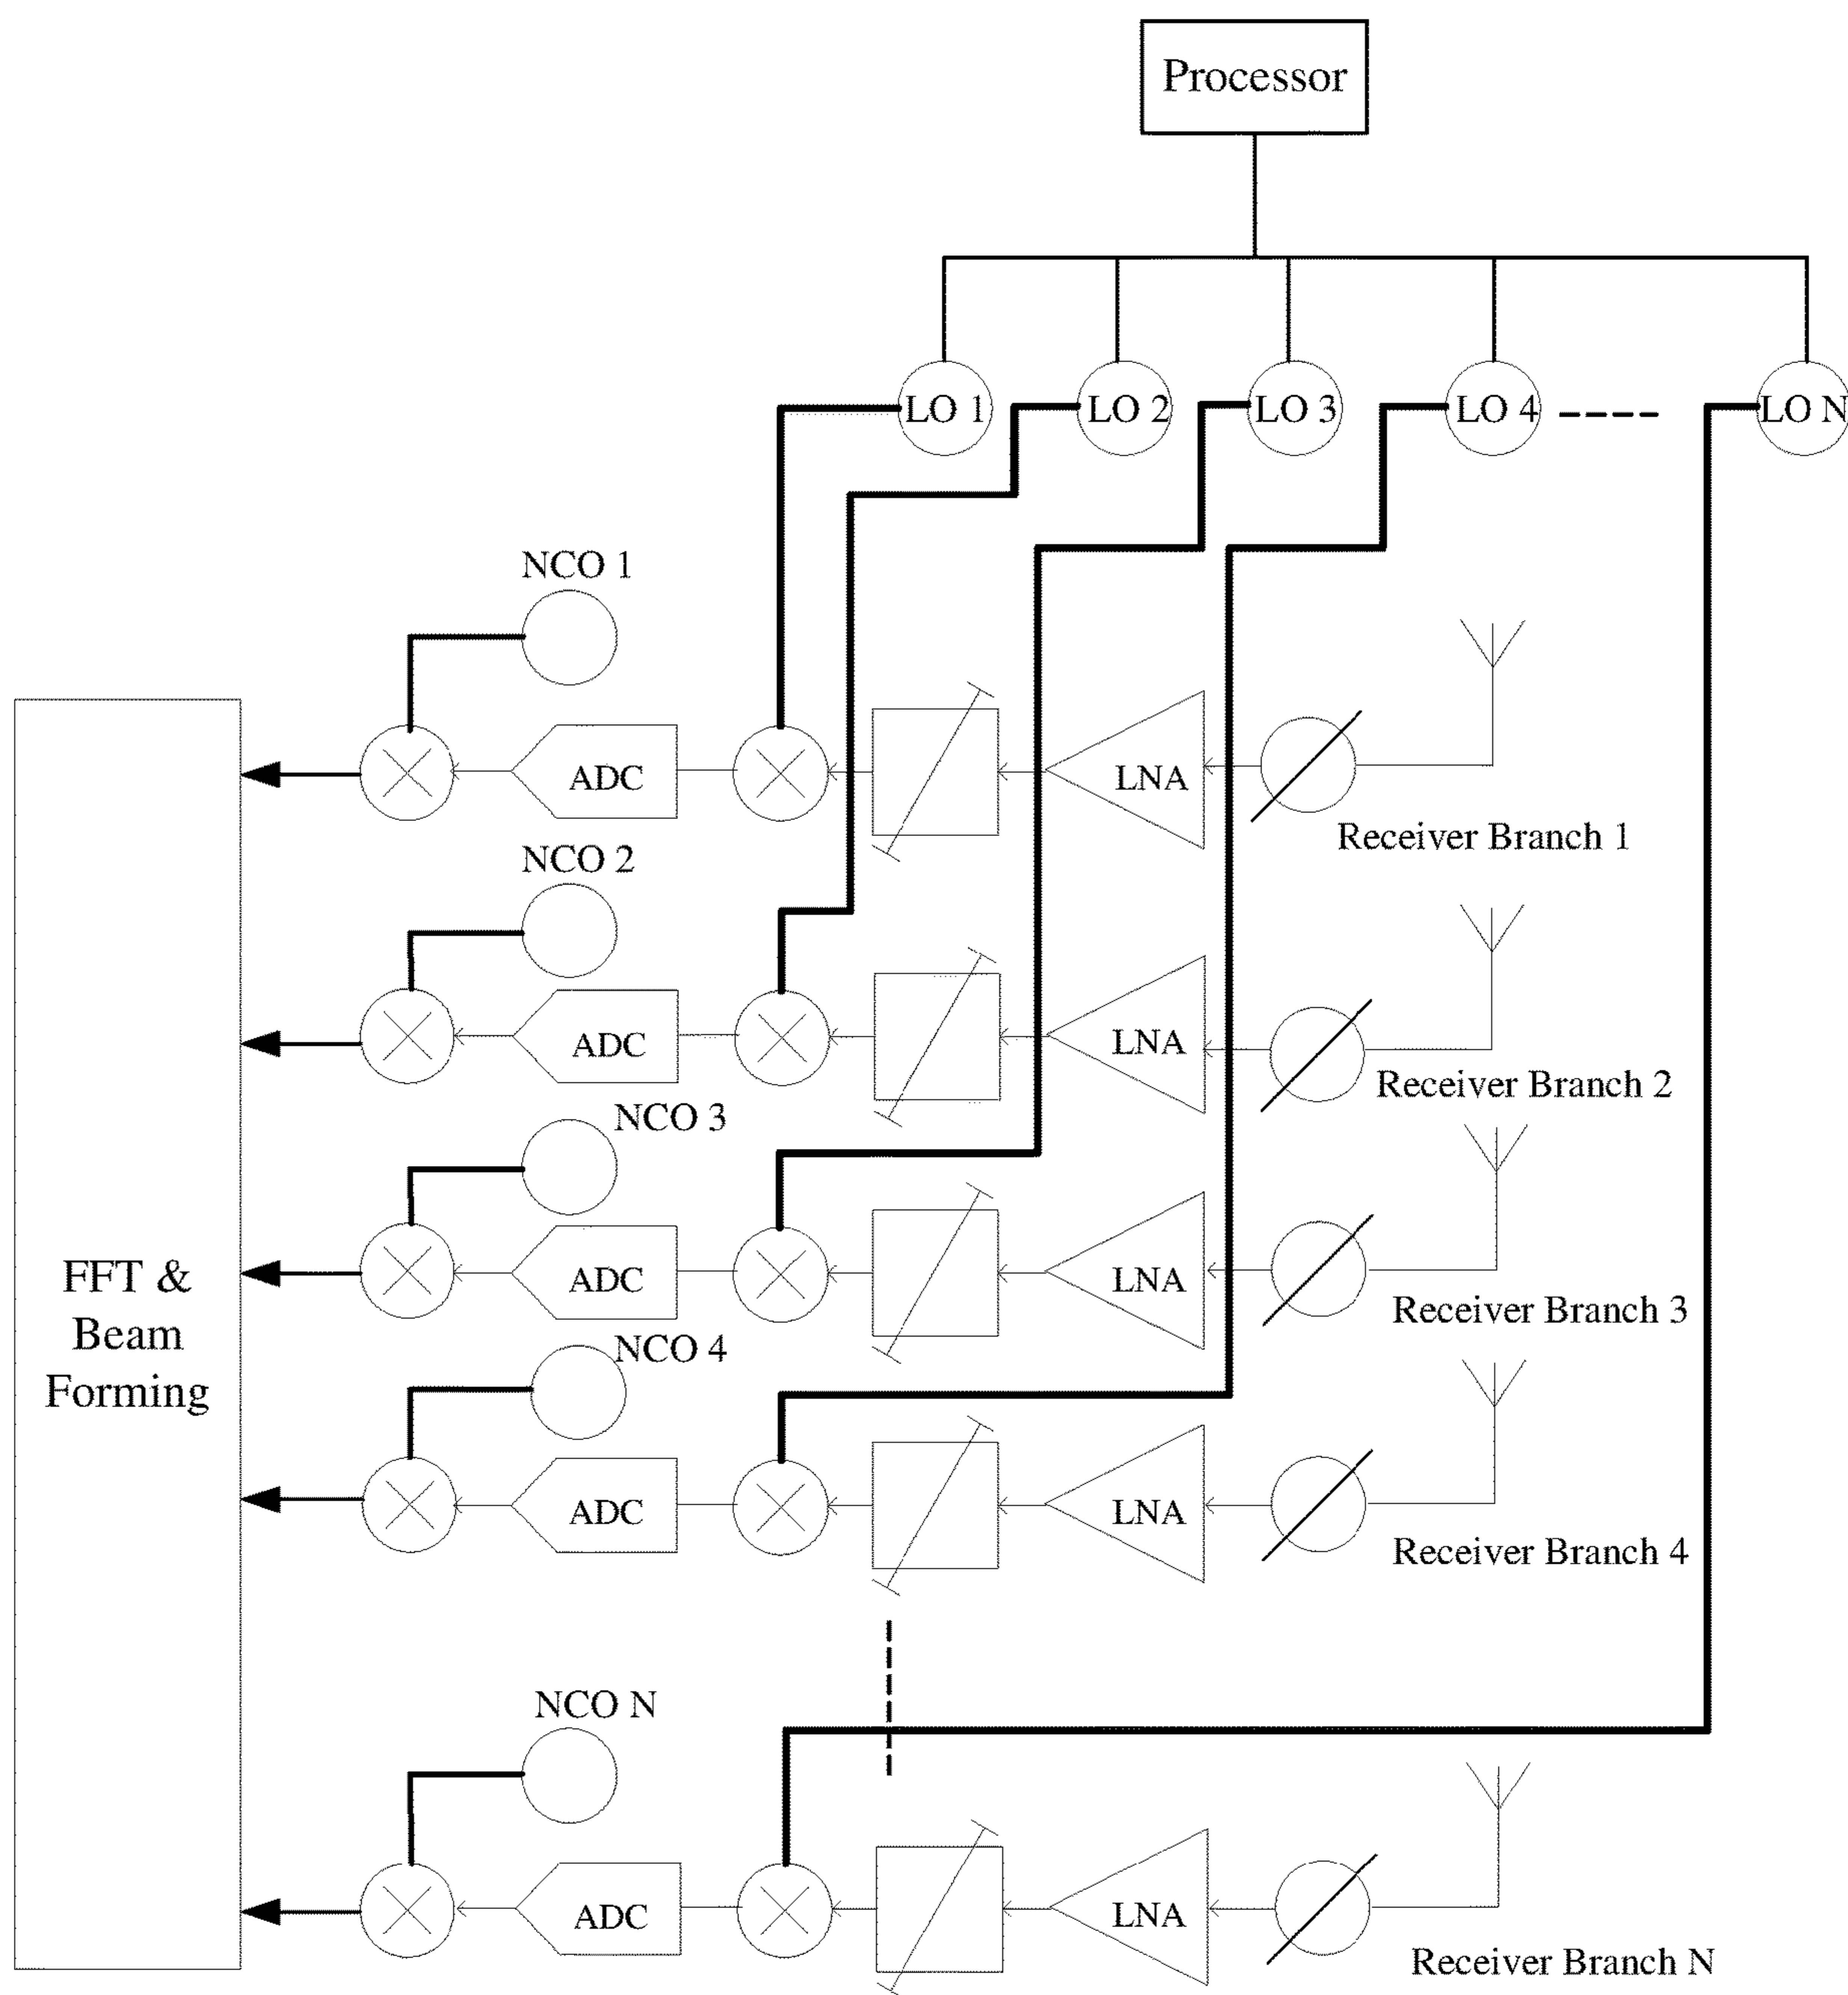 Processor
LO 1
LO 2
LO 3
LO 4
LO N
NCO 1
ADC
LNA
Receiver Branch 1
NCO 2
ADC
LNA
Receiver Branch 2
NCO 3
ADC
LNA
Receiver Branch 3
FFT &
Beam
Forming
NCO 4
ADC
LNA
Receiver Branch 4
NCO N
ADC
LNA
Receiver Branch N